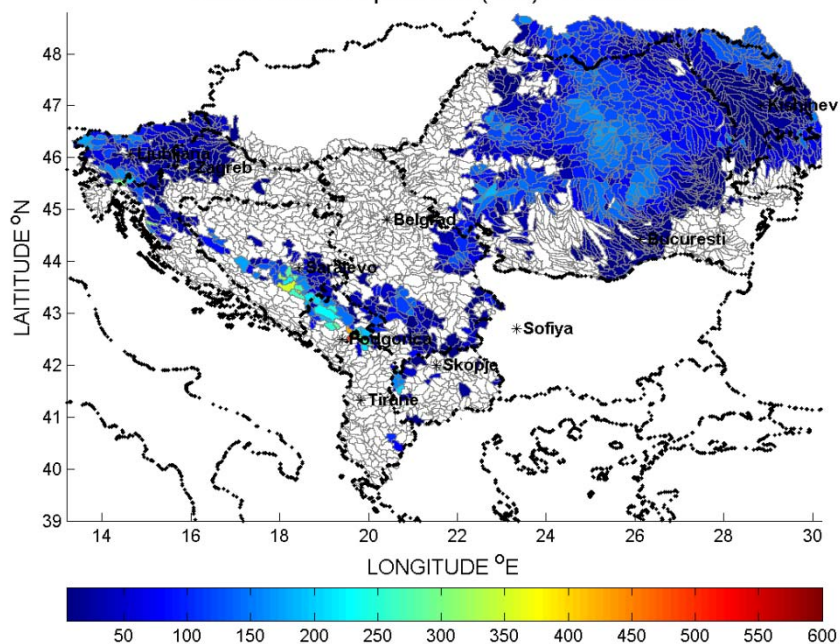 48
47
Kishinev
46
Ljubljana
Zagreb
45
Belgrad
LAITITUDE °N
Bucuresti
44
Sarajevo
43
Sofiya
Podgorica
42
Skopje
Tirane
41
40
39
14 16 18 20 22 24 26 28 30
LONGITUDE °E
50 100 150 200 250 300 350 400 450 500 550 600